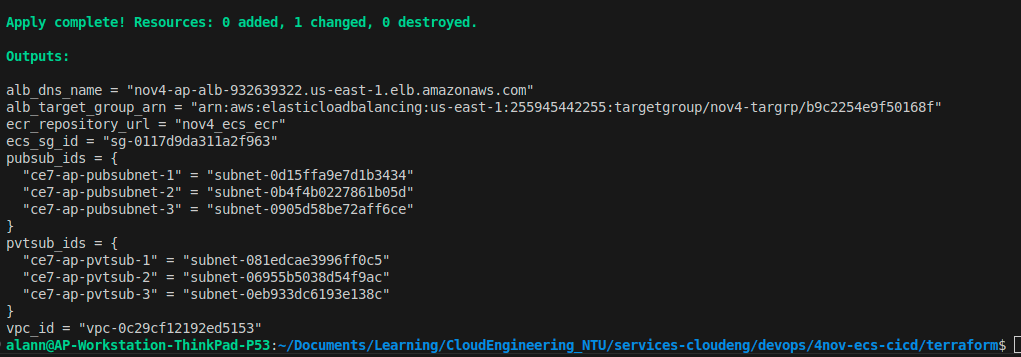 Apply complete! Resources: 0 added, 1 changed, 0 destroyed.
Outputs:
alb_dns_name = "nov4-ap-alb-932639322.us-east-1.elb.amazonaws.com"
alb_target_group_arn = "arn:aws:elasticloadbalancing:us-east-1:255945442255:targetgroup/nov4-targrp/b9c2254e9f50168f"
ecr_repository_url = "nov4_ecs_ecr"
ecs_sg_id = "sg-0117d9da311a2f963"
pubsub_ids = {
  "ce7-ap-pubsubnet-1" = "subnet-0d15ffa9e7d1b3434"
  "ce7-ap-pubsubnet-2" = "subnet-0b4f4b0227861b05d"
  "ce7-ap-pubsubnet-3" = "subnet-0905d58be72aff6ce"
}
pvtsub_ids = {
  "ce7-ap-pvtsub-1" = "subnet-081edcae3996ff0c5"
  "ce7-ap-pvtsub-2" = "subnet-06955b5038d54f9ac"
  "ce7-ap-pvtsub-3" = "subnet-0eb933dc6193e138c"
}
vpc_id = "vpc-0c29cf12192ed5153"
alann@AP-Workstation-ThinkPad-P53:~/Documents/Learning/CloudEngineering_NTU/services-cloudeng/devops/4nov-ecs-cicd/terraform$